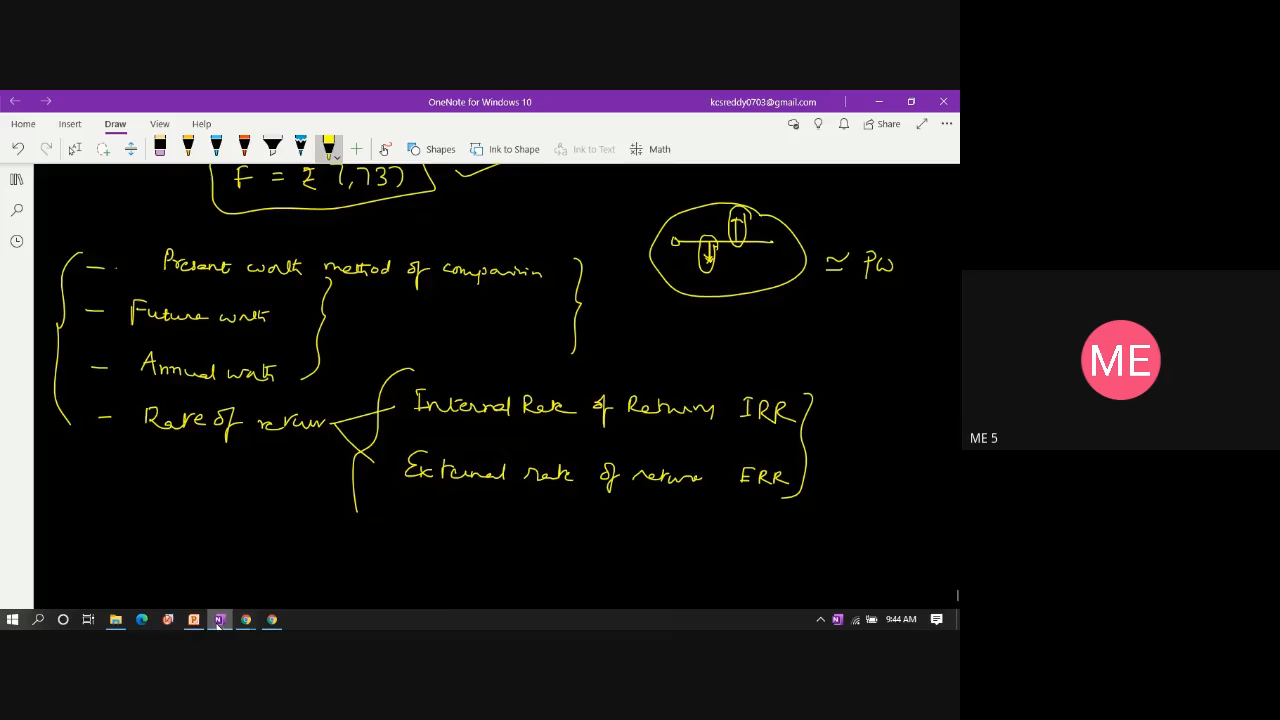 OneNote for Windows 10
kcsreddy0703@gmail.com
Home Insert Draw View Help
Share
Shapes Ink to Shape Ink to Text Math
F = ₹ 1,737
Present worth method of comparison
≃ PW
Future worth
Annual worth
Rate of return
Internal Rate of Return IRR
External rate of return ERR
ME
ME 5
9:44 AM